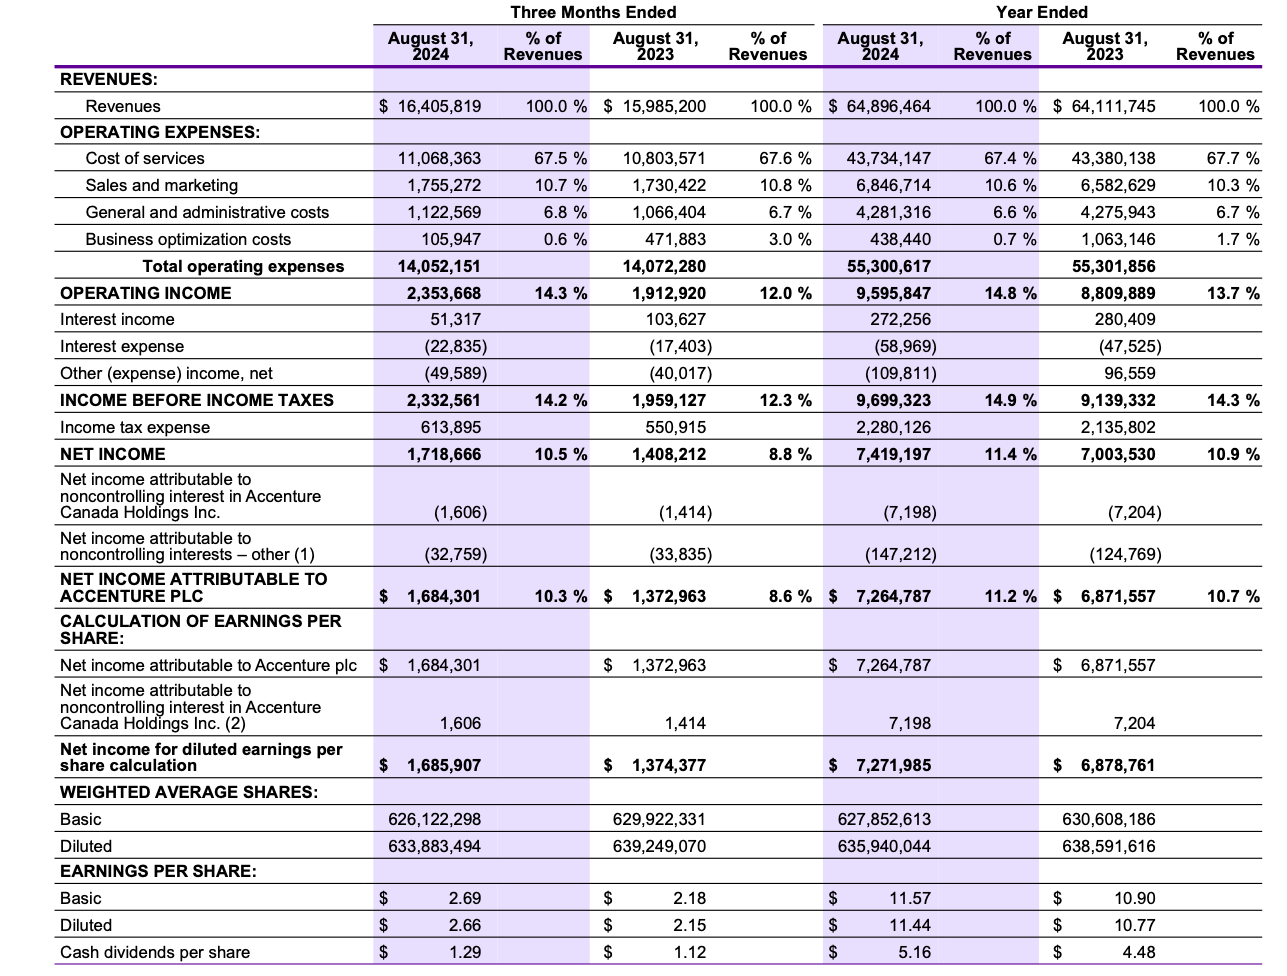 Three Months Ended Year Ended
August 31, 2024 % of Revenues August 31, 2023 % of Revenues August 31, 2024 % of Revenues August 31, 2023 % of Revenues
REVENUES:
Revenues $ 16,405,819 100.0 % $ 15,985,200 100.0 % $ 64,896,464 100.0 % $ 64,111,745 100.0 %
OPERATING EXPENSES:
Cost of services 11,068,363 67.5 % 10,803,571 67.6 % 43,734,147 67.4 % 43,380,138 67.7 %
Sales and marketing 1,755,272 10.7 % 1,730,422 10.8 % 6,846,714 10.6 % 6,582,629 10.3 %
General and administrative costs 1,122,569 6.8 % 1,066,404 6.7 % 4,281,316 6.6 % 4,275,943 6.7 %
Business optimization costs 105,947 0.6 % 471,883 3.0 % 438,440 0.7 % 1,063,146 1.7 %
Total operating expenses 14,052,151 14,072,280 55,300,617 55,301,856
OPERATING INCOME 2,353,668 14.3 % 1,912,920 12.0 % 9,595,847 14.8 % 8,809,889 13.7 %
Interest income 51,317 103,627 272,256 280,409
Interest expense (22,835) (17,403) (58,969) (47,525)
Other (expense) income, net (49,589) (40,017) (109,811) 96,559
INCOME BEFORE INCOME TAXES 2,332,561 14.2 % 1,959,127 12.3 % 9,699,323 14.9 % 9,139,332 14.3 %
Income tax expense 613,895 550,915 2,280,126 2,135,802
NET INCOME 1,718,666 10.5 % 1,408,212 8.8 % 7,419,197 11.4 % 7,003,530 10.9 %
Net income attributable to
noncontrolling interest in Accenture
Canada Holdings Inc. (1,606) (1,414) (7,198) (7,204)
Net income attributable to
noncontrolling interests – other (1) (32,759) (33,835) (147,212) (124,769)
NET INCOME ATTRIBUTABLE TO
ACCENTURE PLC $ 1,684,301 10.3 % $ 1,372,963 8.6 % $ 7,264,787 11.2 % $ 6,871,557 10.7 %
CALCULATION OF EARNINGS PER
SHARE:
Net income attributable to Accenture plc $ 1,684,301 $ 1,372,963 $ 7,264,787 $ 6,871,557
Net income attributable to
noncontrolling interest in Accenture
Canada Holdings Inc. (2) 1,606 1,414 7,198 7,204
Net income for diluted earnings per
share calculation $ 1,685,907 $ 1,374,377 $ 7,271,985 $ 6,878,761
WEIGHTED AVERAGE SHARES:
Basic 626,122,298 629,922,331 627,852,613 630,608,186
Diluted 633,883,494 639,249,070 635,940,044 638,591,616
EARNINGS PER SHARE:
Basic $ 2.69 $ 2.18 $ 11.57 $ 10.90
Diluted $ 2.66 $ 2.15 $ 11.44 $ 10.77
Cash dividends per share $ 1.29 $ 1.12 $ 5.16 $ 4.48